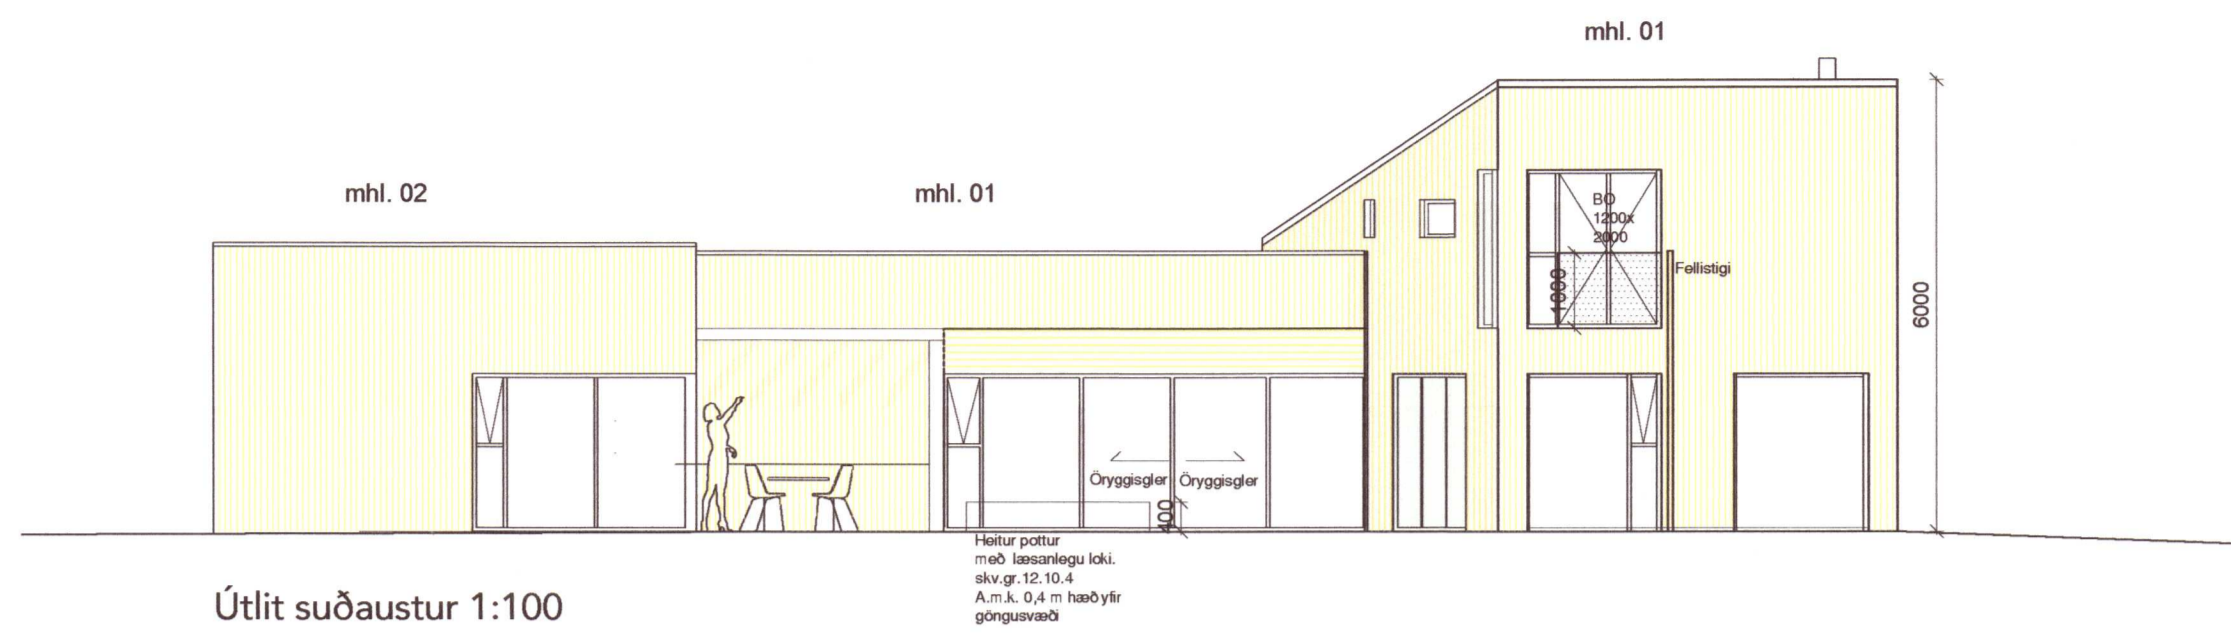 mhl. 01
mhl. 02
mhl. 01
BO
1200x
2000
1000
Fellistigi
6000
Öryggisgler
Öryggisgler
400
Heitur pottur
með læsanlegu loki.
skv.gr.12.10.4
A.m.k. 0,4 m hæð yfir
göngusvæði
Útlit suðaustur 1:100